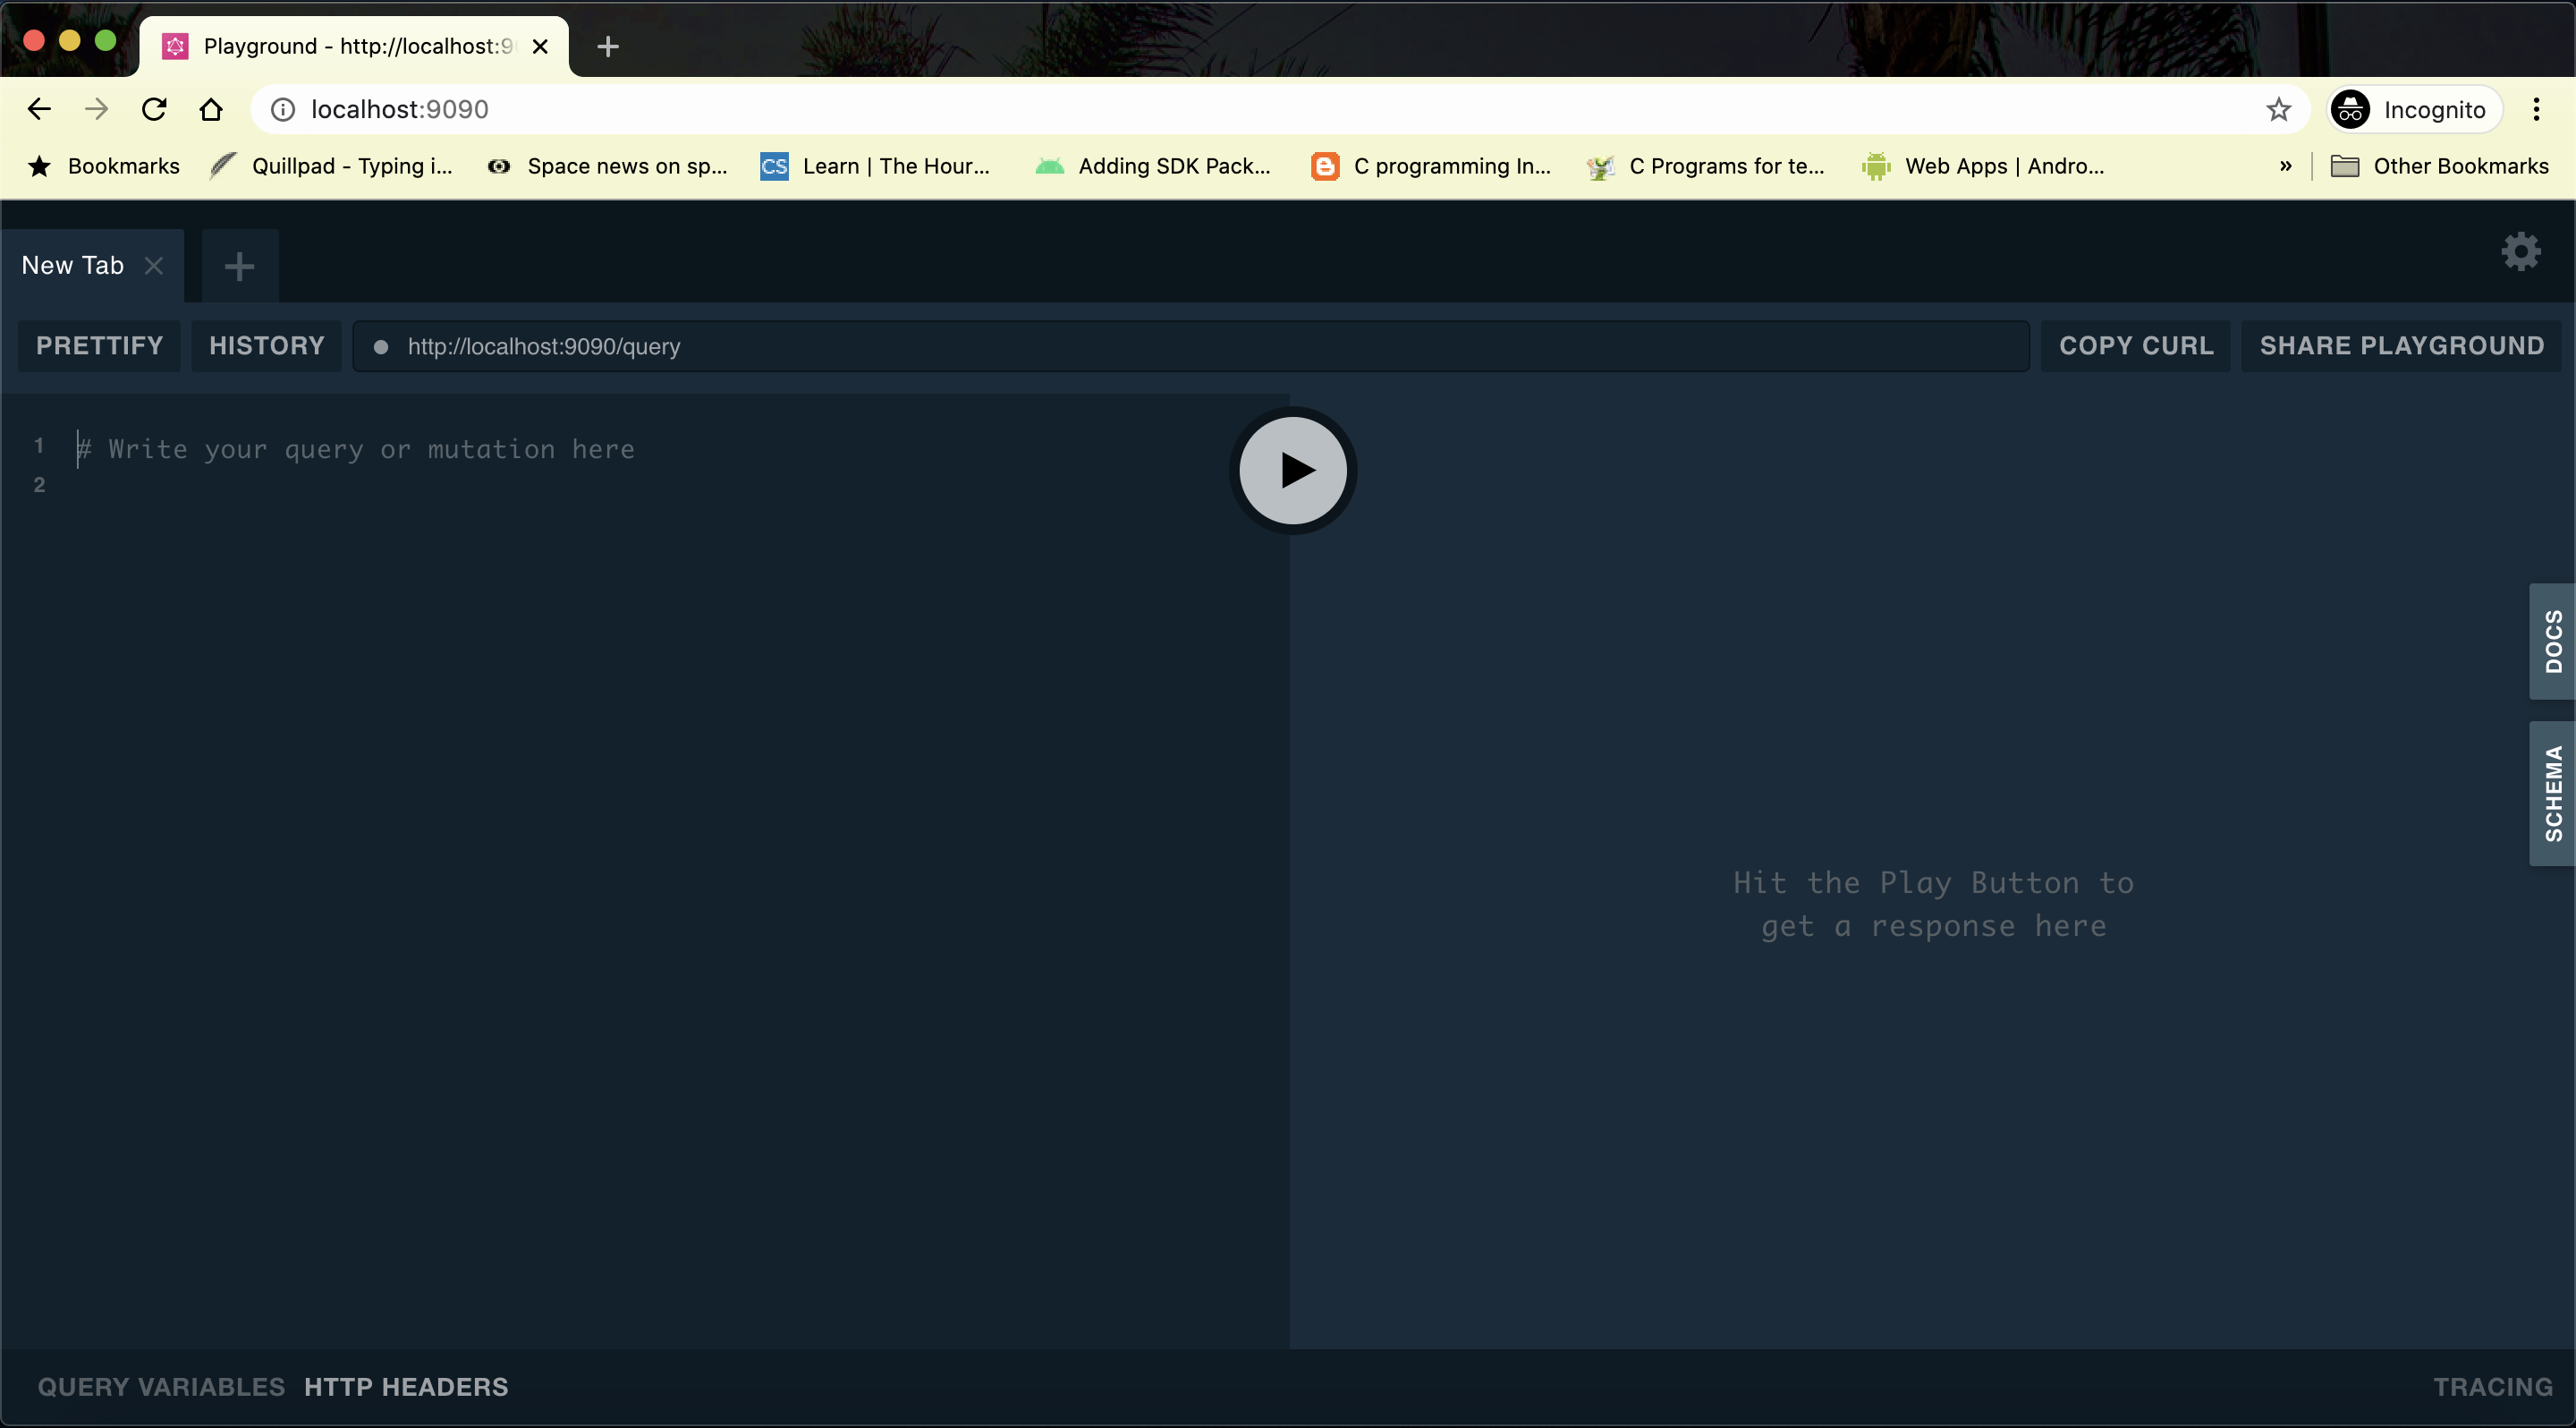 Playground - http://localhost:9
localhost:9090
Incognito
Bookmarks
Quillpad - Typing i...
Space news on sp...
CS
Learn | The Hour...
Adding SDK Pack...
C programming In...
C Programs for te...
Web Apps | Andro...
»
Other Bookmarks
New Tab
PRETTIFY
HISTORY
http://localhost:9090/query
COPY CURL
SHARE PLAYGROUND
1 # Write your query or mutation here
2
DOCS
SCHEMA
Hit the Play Button to
get a response here
QUERY VARIABLES
HTTP HEADERS
TRACING